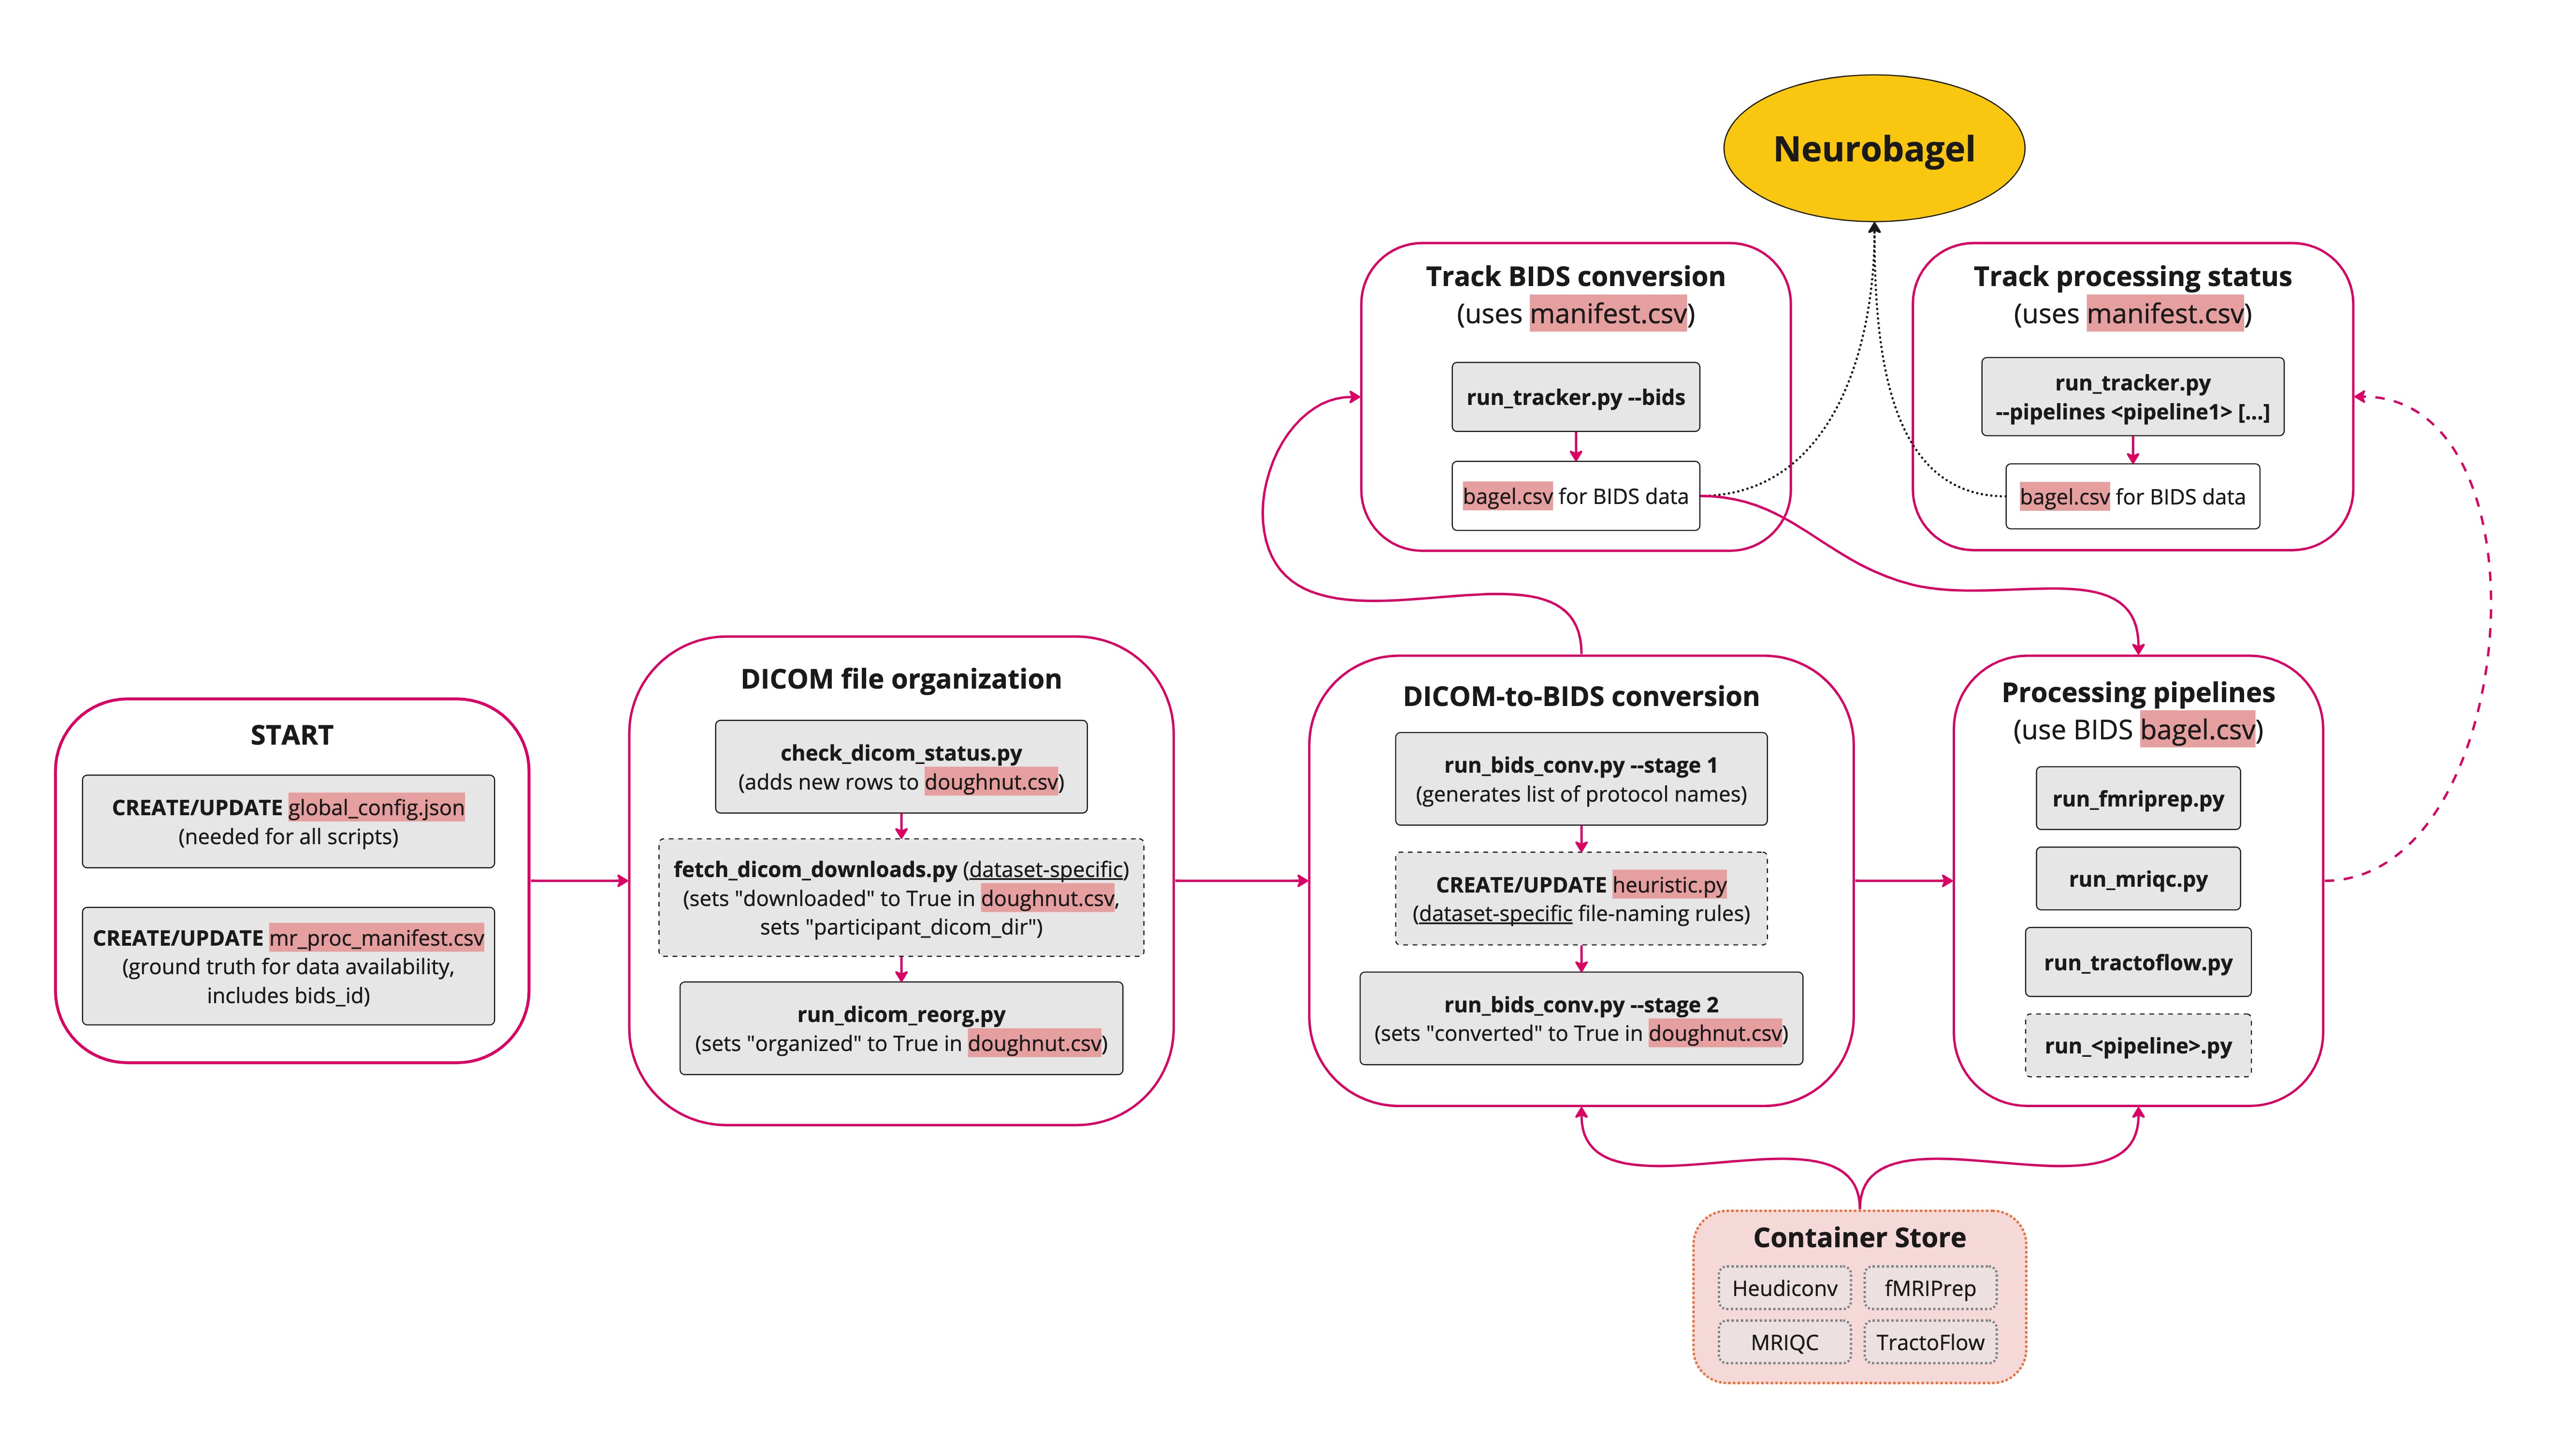 Neurobagel
Track BIDS conversion
(uses manifest.csv)
run_tracker.py --bids
bagel.csv for BIDS data
Track processing status
(uses manifest.csv)
run_tracker.py
--pipelines <pipeline1> [...]
bagel.csv for BIDS data
START
CREATE/UPDATE global_config.json
(needed for all scripts)
CREATE/UPDATE mr_proc_manifest.csv
(ground truth for data availability,
includes bids_id)
DICOM file organization
check_dicom_status.py
(adds new rows to doughnut.csv)
fetch_dicom_downloads.py (dataset-specific)
(sets "downloaded" to True in doughnut.csv,
sets "participant_dicom_dir")
run_dicom_reorg.py
(sets "organized" to True in doughnut.csv)
DICOM-to-BIDS conversion
run_bids_conv.py --stage 1
(generates list of protocol names)
CREATE/UPDATE heuristic.py
(dataset-specific file-naming rules)
run_bids_conv.py --stage 2
(sets "converted" to True in doughnut.csv)
Processing pipelines
(use BIDS bagel.csv)
run_fmriprep.py
run_mriqc.py
run_tractoflow.py
run_<pipeline>.py
Container Store
Heudiconv
fMRIPrep
MRIQC
TractoFlow